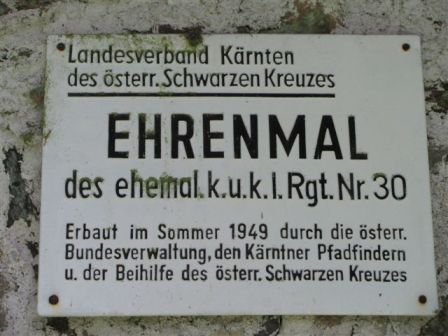 Landesverband Kärnten
des österr. Schwarzen Kreuzes
EHRENMAL
des ehemal. k.u.k. I. Rgt. Nr. 30
Erbaut im Sommer 1949 durch die österr.
Bundesverwaltung, den Kärntner Pfadfindern
u. der Beihilfe des österr. Schwarzen Kreuzes